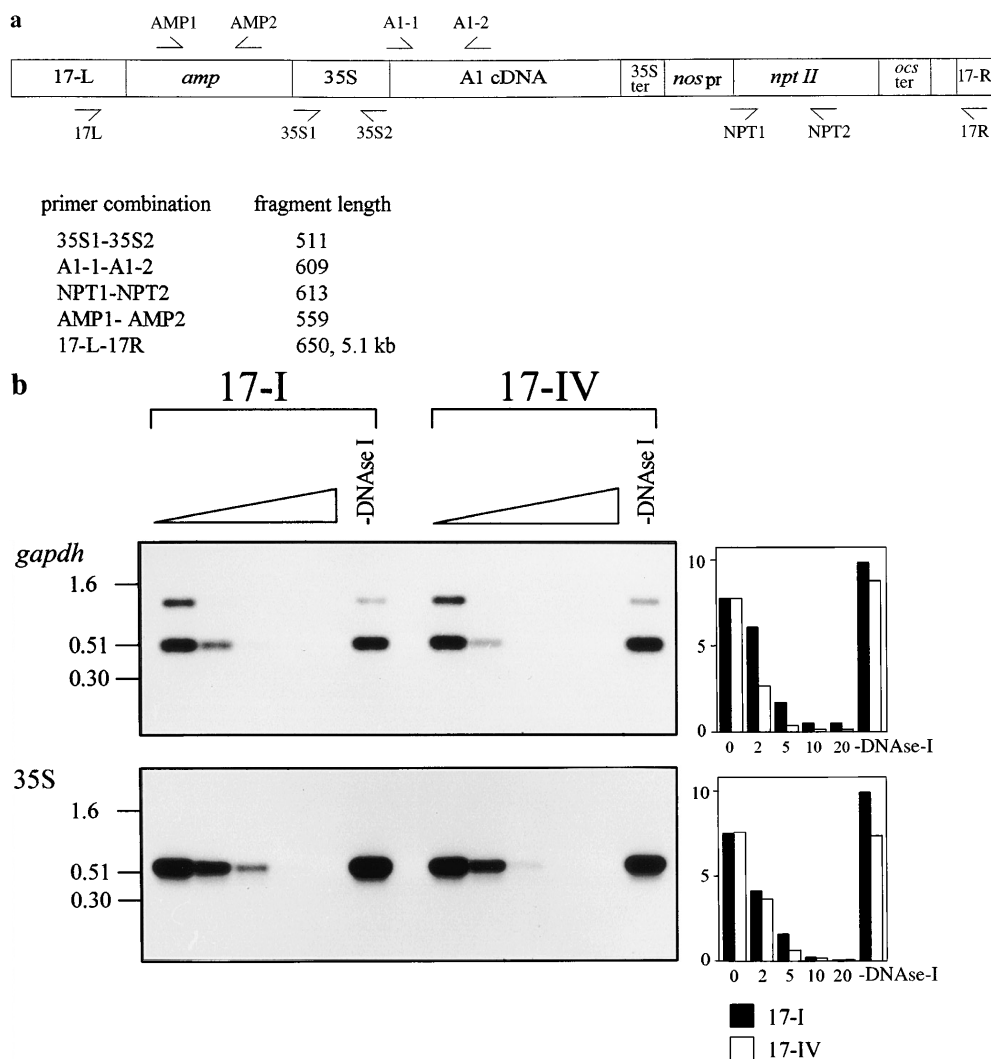 a
AMP1 AMP2 A1-1 A1-2
17-L amp 35S A1 cDNA 35S ter nos pr npt II ocs ter 17-R
17L 35S1 35S2 NPT1 NPT2 17R
primer combination fragment length
35S1-35S2 511
A1-1-A1-2 609
NPT1-NPT2 613
AMP1- AMP2 559
17-L-17R 650, 5.1 kb
b
17-I 17-IV
-DNAse I -DNAse I
gapdh
1.6
0.51
0.30
10
5
0
0 2 5 10 20 -DNAse-I
35S
1.6
0.51
0.30
10
5
0
0 2 5 10 20 -DNAse-I
17-I
17-IV